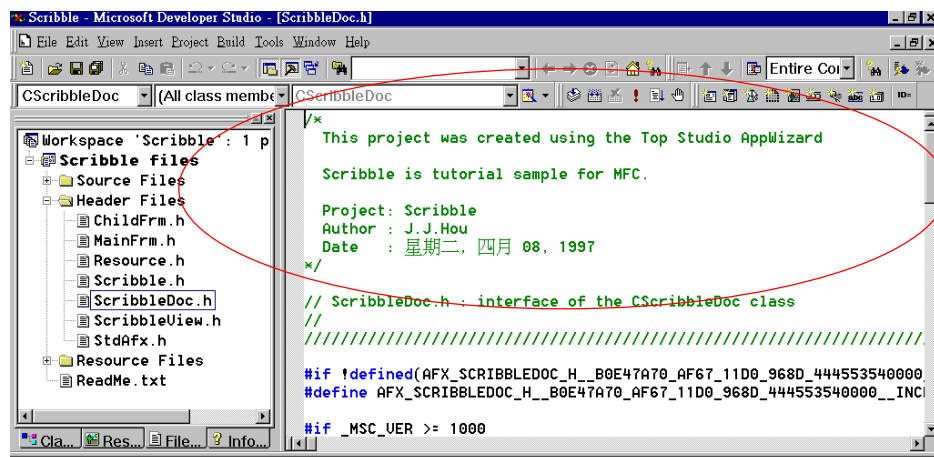 Scribble - Microsoft Developer Studio - [ScribbleDoc.h]
File Edit View Insert Project Build Tools Window Help
Entire Cor
CScribbleDoc (All class membe CScribbleDoc
Workspace 'Scribble': 1 p
Scribble files
Source Files
Header Files
ChildFrm.h
MainFrm.h
Resource.h
Scribble.h
ScribbleDoc.h
ScribbleView.h
StdAfx.h
Resource Files
ReadMe.txt
Cla... Res... File... Info...
/*
This project was created using the Top Studio AppWizard
Scribble is tutorial sample for MFC.
Project: Scribble
Author : J.J.Hou
Date : 星期二, 四月 08, 1997
*/
// ScribbleDoc.h : interface of the CScribbleDoc class
//
/////////////////////////////////////////////////////////////////////////////
#if !defined(AFX_SCRIBBLEDOC_H__B0E47A70_AF67_11D0_968D_444553540000
#define AFX_SCRIBBLEDOC_H__B0E47A70_AF67_11D0_968D_444553540000__INCl
#if _MSC_VER >= 1000